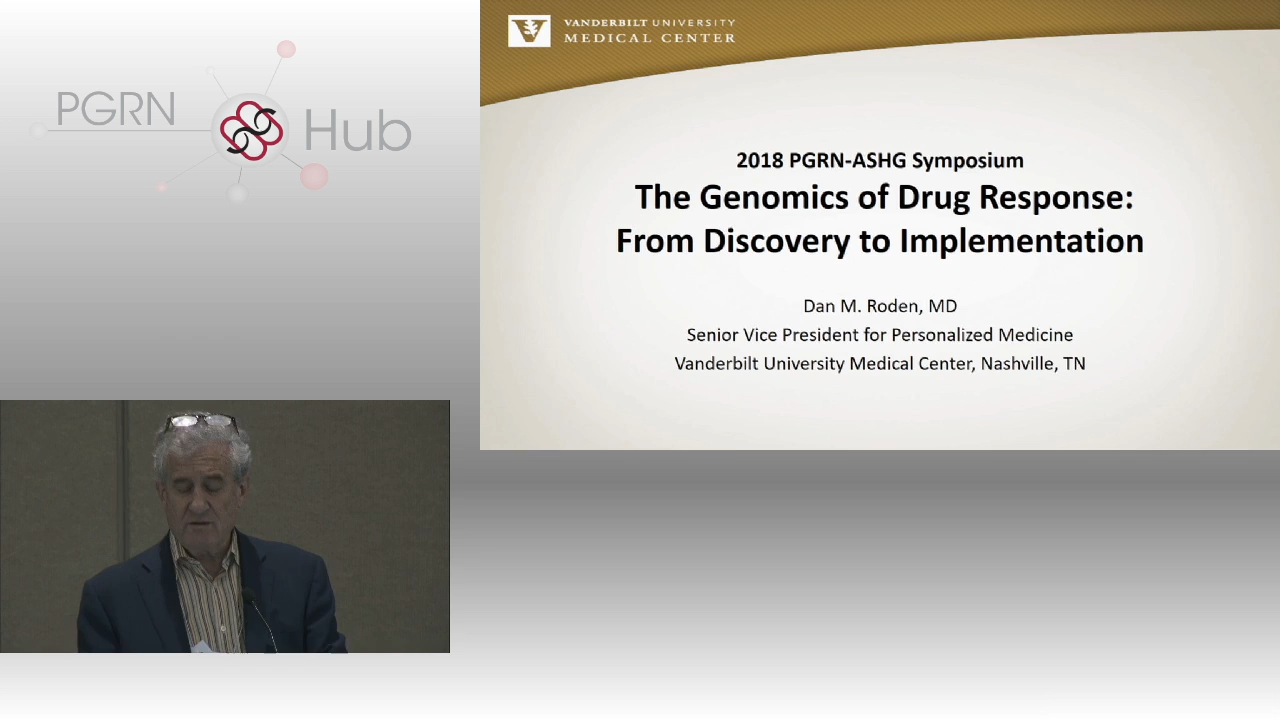 PGRN
Hub
VANDERBILT UNIVERSITY
MEDICAL CENTER
2018 PGRN-ASHG Symposium
The Genomics of Drug Response:
From Discovery to Implementation
Dan M. Roden, MD
Senior Vice President for Personalized Medicine
Vanderbilt University Medical Center, Nashville, TN